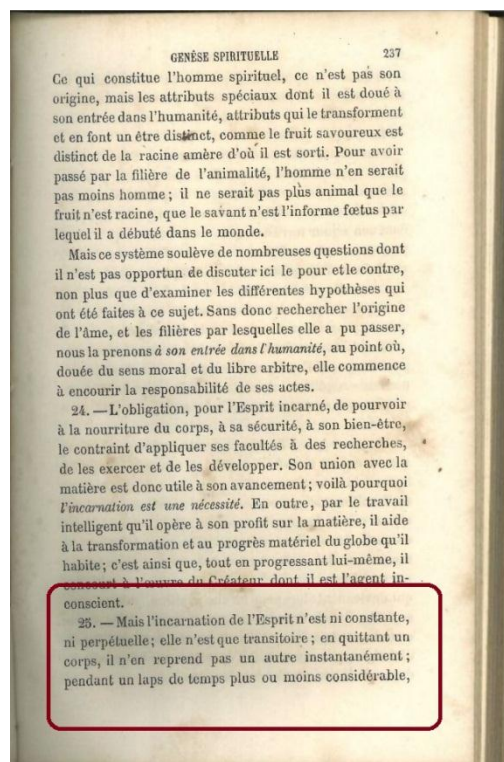 GENÈSE SPIRITUELLE 237
Ce qui constitue l'homme spirituel, ce n'est pas son
origine, mais les attributs spéciaux dont il est doué à
son entrée dans l'humanité, attributs qui le transforment
et en font un être distinct, comme le fruit savoureux est
distinct de la racine amère d'où il est sorti. Pour avoir
passé par la filière de l'animalité, l'homme n'en serait
pas moins homme ; il ne serait pas plus animal que le
fruit n'est racine, que le savant n'est l'informe fœtus par
lequel il a débuté dans le monde.
Mais ce système soulève de nombreuses questions dont
il n'est pas opportun de discuter ici le pour et le contre,
non plus que d'examiner les différentes hypothèses qui
ont été faites à ce sujet. Sans donc rechercher l'origine
de l'âme, et les filières par lesquelles elle a pu passer,
nous la prenons à son entrée dans l'humanité, au point où,
douée du sens moral et du libre arbitre, elle commence
à encourir la responsabilité de ses actes.
24. — L'obligation, pour l'Esprit incarné, de pourvoir
à la nourriture du corps, à sa sécurité, à son bien-être,
le contraint d'appliquer ses facultés à des recherches,
de les exercer et de les développer. Son union avec la
matière est donc utile à son avancement ; voilà pourquoi
l'incarnation est une nécessité. En outre, par le travail
intelligent qu'il opère à son profit sur la matière, il aide
à la transformation et au progrès matériel du globe qu'il
habite ; c'est ainsi que, tout en progressant lui-même, il
concourt à l'œuvre du Créateur dont il est l'agent in-
conscient.
25. — Mais l'incarnation de l'Esprit n'est ni constante,
ni perpétuelle ; elle n'est que transitoire ; en quittant un
corps, il n'en reprend pas un autre instantanément ;
pendant un laps de temps plus ou moins considérable,